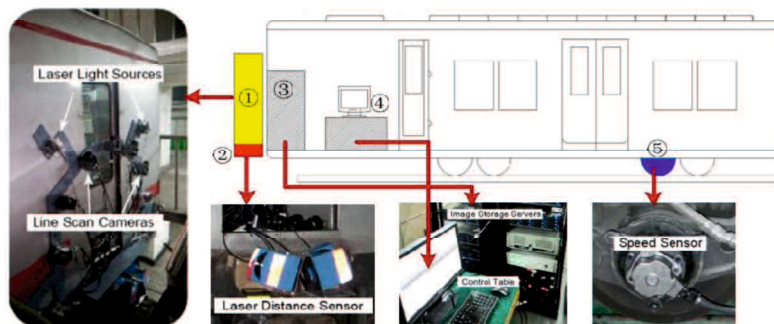 Laser Light Sources
Line Scan Cameras
①
②
③
④
⑤
Laser Distance Sensor
Image Storage Servers
Control Table
Speed Sensor